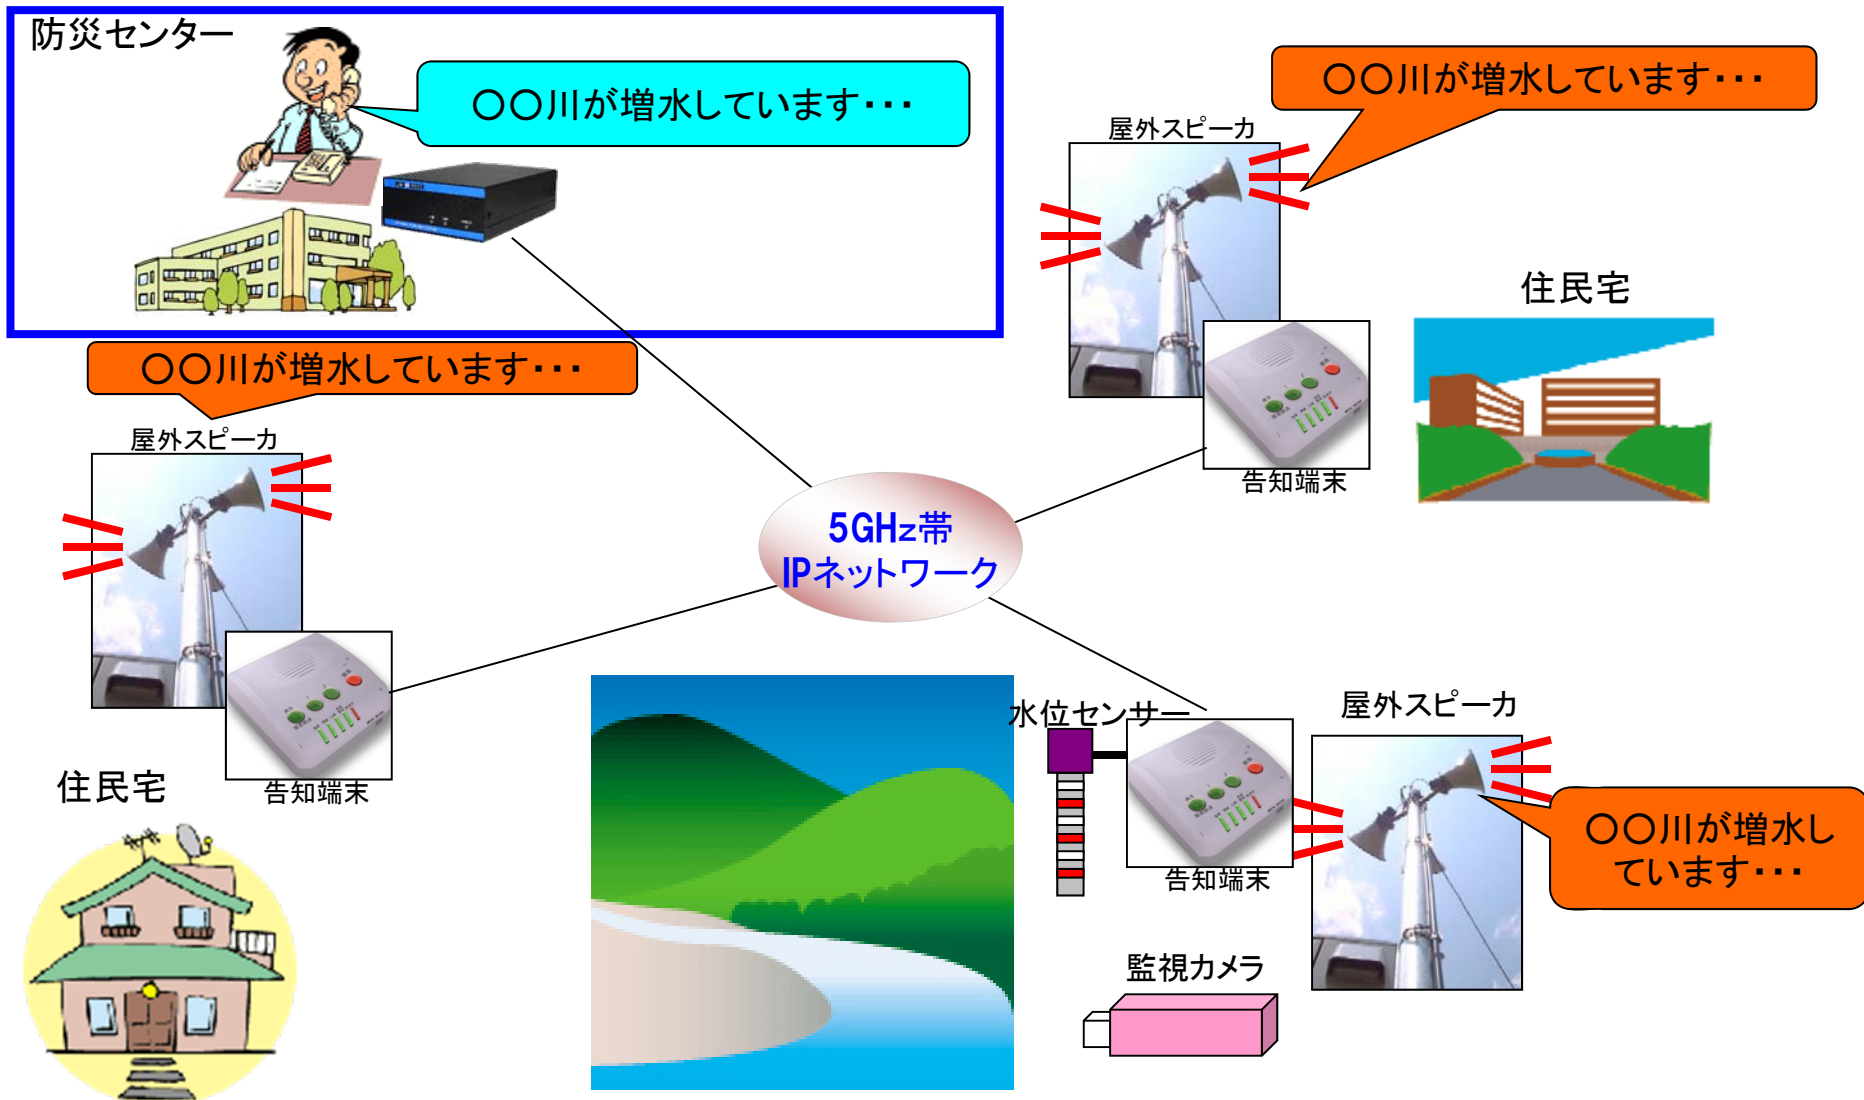 防災センター
〇〇川が増水しています・・・
〇〇川が増水しています・・・
屋外スピーカ
住民宅
告知端末
〇〇川が増水しています・・・
屋外スピーカ
告知端末
住民宅
5GHz帯
IPネットワーク
水位センサー
告知端末
屋外スピーカ
〇〇川が増水し
ています・・・
監視カメラ